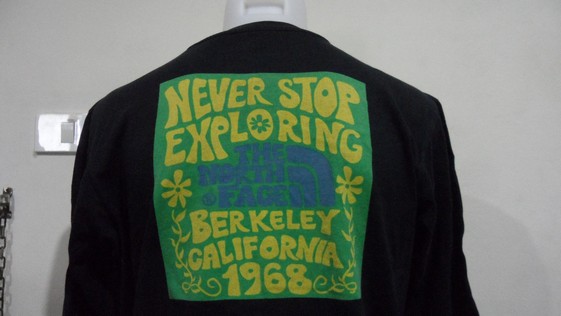 NEVER STOP
EXPLORING
THE
NORTH
FACE
BERKELEY
CALIFORNIA
1968